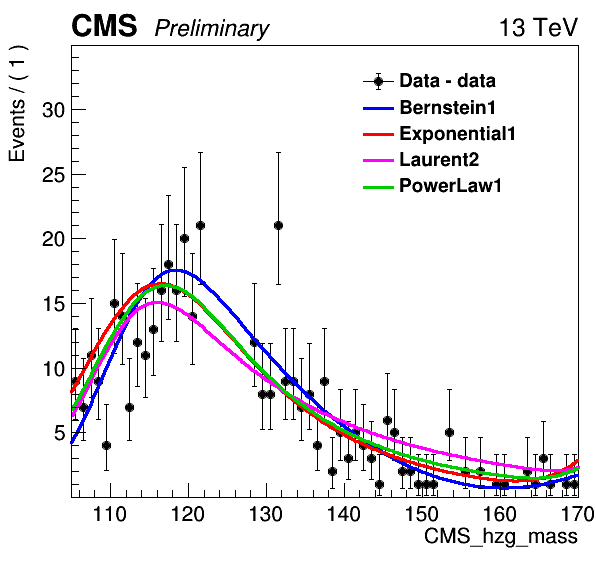 CMS Preliminary 13 TeV
Events / ( 1 )
Data - data
Bernstein1
Exponential1
Laurent2
PowerLaw1
30
25
20
15
10
5
110 120 130 140 150 160 170
CMS_hzg_mass